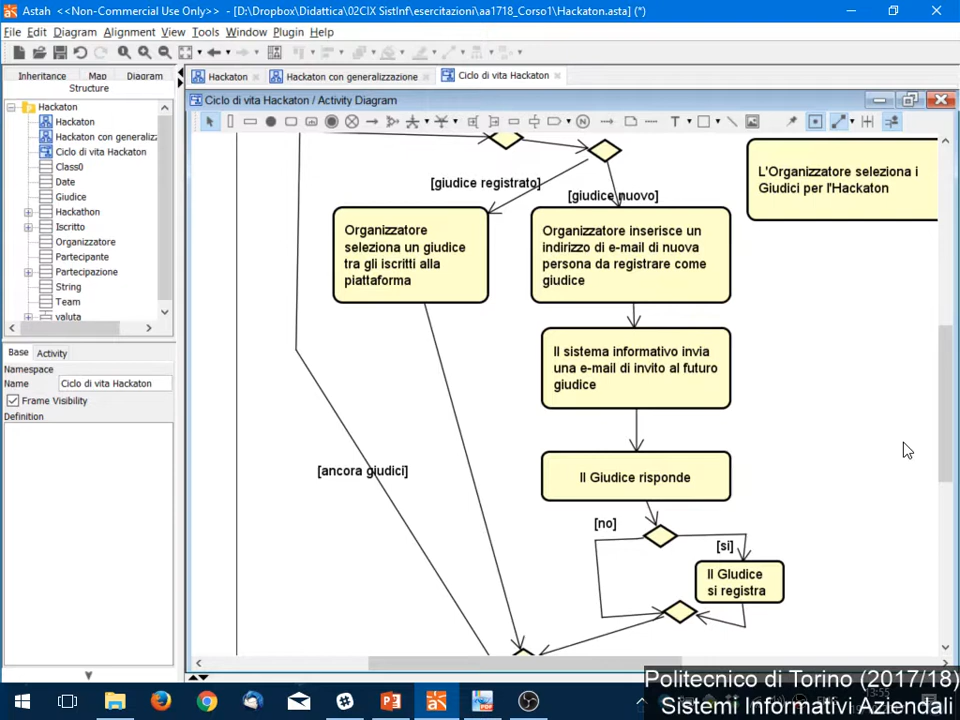 Astah <<Non-Commercial Use Only>> - [D:\Dropbox\Didattica\02CIX SistInf\esercitazioni\aa1718_Corso1\Hackaton.asta] (*)
File Edit Diagram Alignment View Tools Window Plugin Help
Inheritance Map Diagram
Structure
Hackaton
Hackaton
Hackaton con generaliz
Ciclo di vita Hackaton
Class0
Date
Giudice
Hackathon
Iscritto
Organizzatore
Partecipante
Partecipazione
String
Team
valuta
Base Activity
Namespace
Name Ciclo di vita Hackaton
Frame Visibility
Definition
Hackaton Hackaton con generalizzazione Ciclo di vita Hackaton
Ciclo di vita Hackaton / Activity Diagram
N T
L'Organizzatore seleziona i
Giudici per l'Hackaton
[giudice registrato]
[giudice nuovo]
Organizzatore
seleziona un giudice
tra gli iscritti alla
piattaforma
Organizzatore inserisce un
indirizzo di e-mail di nuova
persona da registrare come
giudice
Il sistema informativo invia
una e-mail di invito al futuro
giudice
[ancora giudici]
Il Giudice risponde
[no]
[si]
Il GIudice
si registra
3:55
Politecnico di Torino (2017/18)
Sistemi Informativi Aziendali